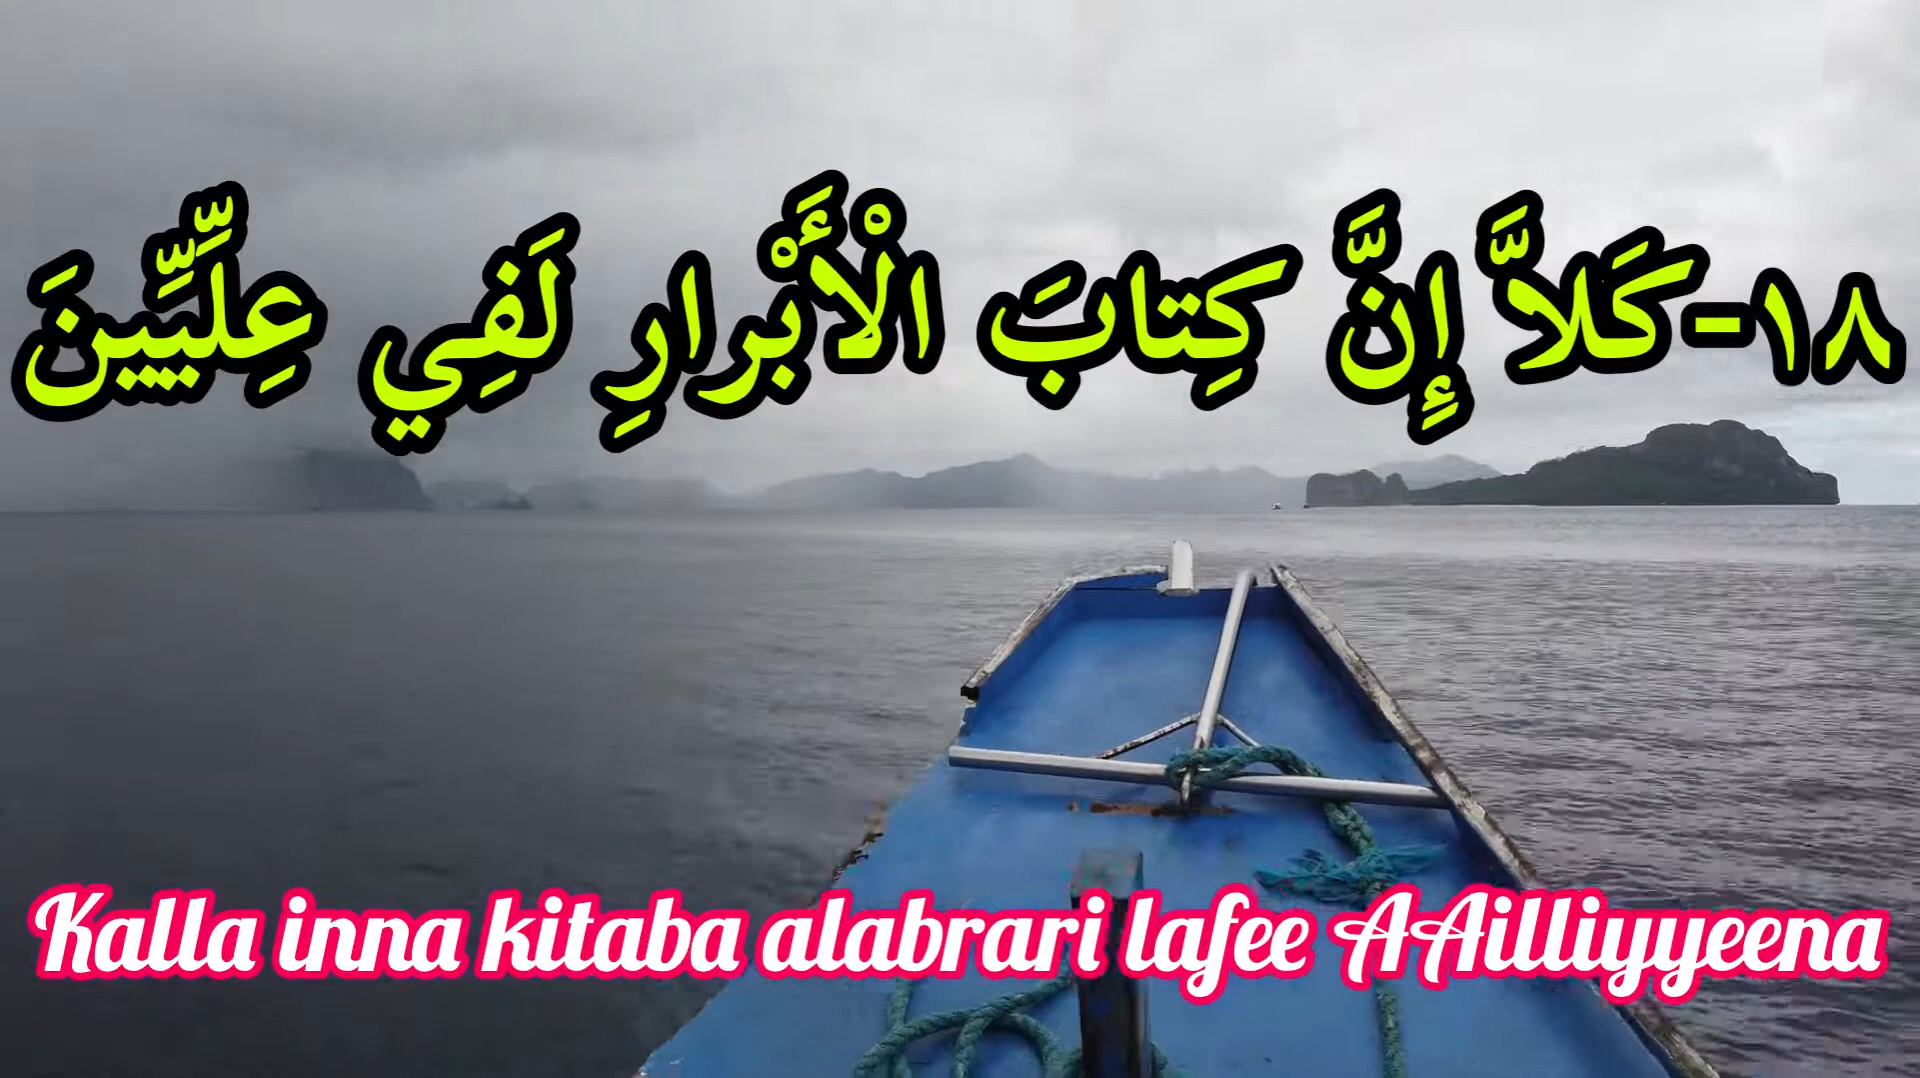 ١٨-كَلاَّ إِنَّ كِتابَ الْأَبْرارِ لَفِي عِلِّيِّينَ
Kalla inna kitaba alabrari lafee AAilliyyeena